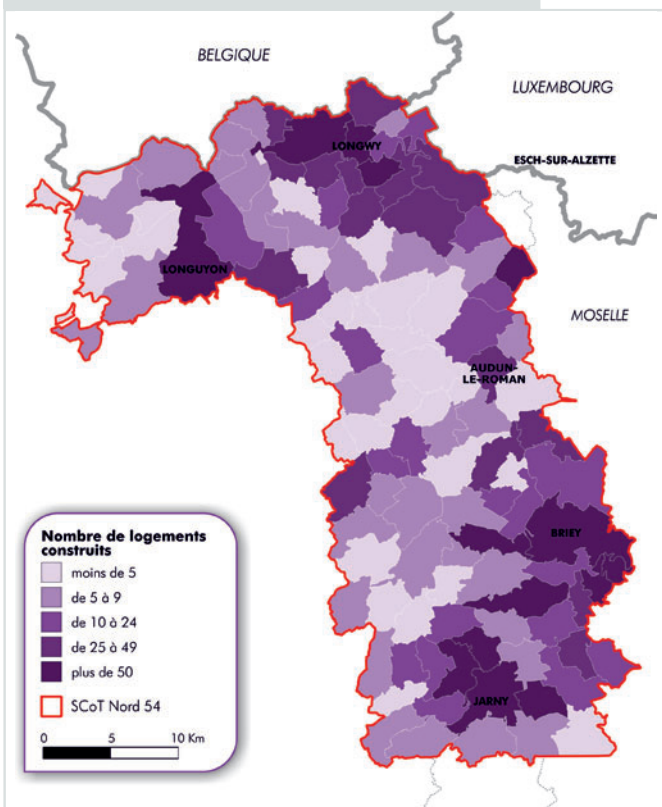 BELGIQUE
LUXEMBOURG
LONGWY
ESCH-SUR-ALZETTE
LONGUYON
MOSELLE
AUDUN-
LE-ROMAN
BRIEY
JARNY
Nombre de logements
construits
moins de 5
de 5 à 9
de 10 à 24
de 25 à 49
plus de 50
SCoT Nord 54
0 5 10 Km